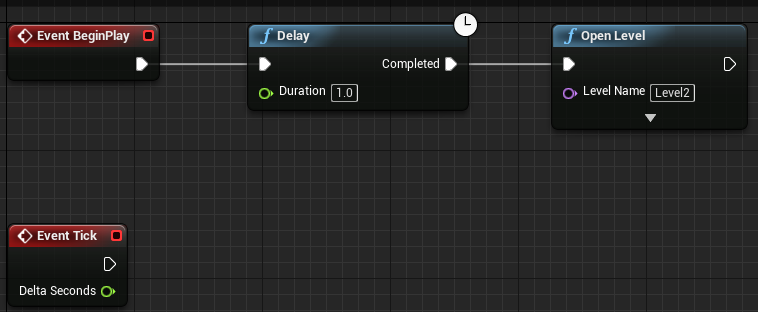 Event BeginPlay
Delay
Completed
Duration 1.0
Open Level
Level Name Level2
Event Tick
Delta Seconds